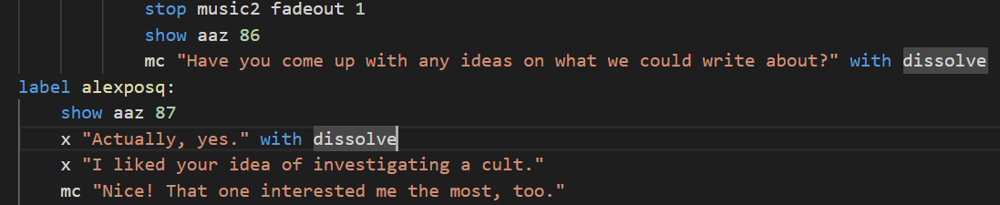 stop music2 fadeout 1
show aaz 86
mc "Have you come up with any ideas on what we could write about?" with dissolve
label alexposq:
show aaz 87
x "Actually, yes." with dissolve
x "I liked your idea of investigating a cult."
mc "Nice! That one interested me the most, too."